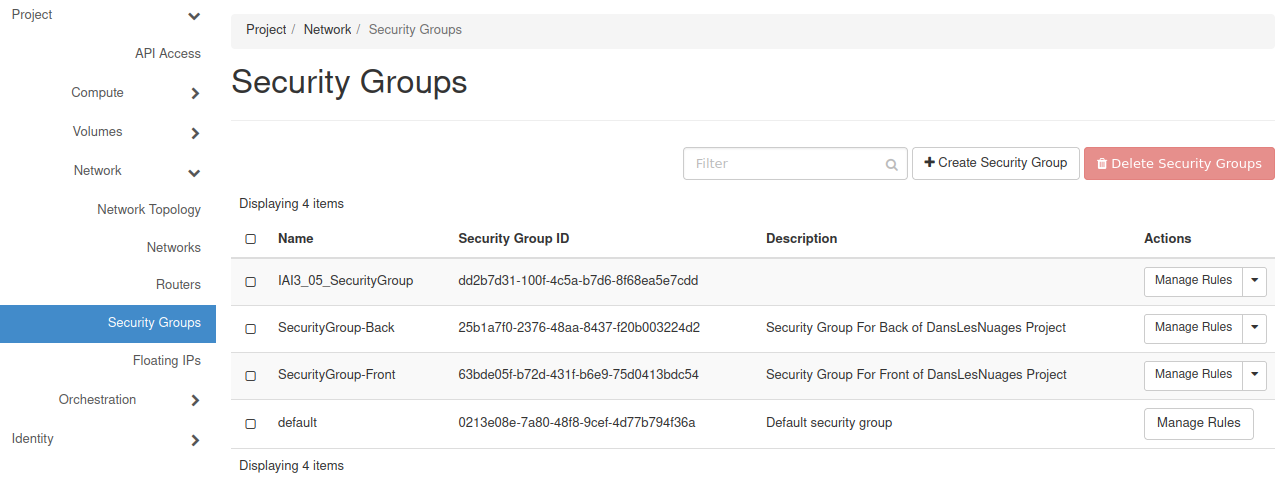 Project
API Access
Compute
Volumes
Network
Network Topology
Networks
Routers
Security Groups
Floating IPs
Orchestration
Identity
Project / Network / Security Groups
Security Groups
Filter
Create Security Group
Delete Security Groups
Displaying 4 items
Name Security Group ID Description Actions
IAI3_05_SecurityGroup dd2b7d31-100f-4c5a-b7d6-8f68ea5e7cdd Manage Rules
SecurityGroup-Back 25b1a7f0-2376-48aa-8437-f20b003224d2 Security Group For Back of DansLesNuages Project Manage Rules
SecurityGroup-Front 63bde05f-b72d-431f-b6e9-75d0413bdc54 Security Group For Front of DansLesNuages Project Manage Rules
default 0213e08e-7a80-48f8-9cef-4d77b794f36a Default security group Manage Rules
Displaying 4 items